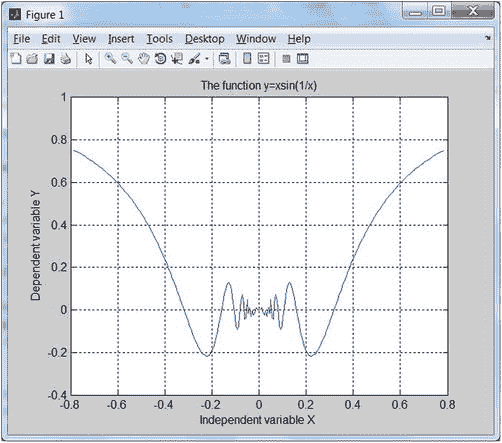 Figure 1
File Edit View Insert Tools Desktop Window Help
The function y=xsin(1/x)
1
0.8
0.6
0.4
0.2
0
-0.2
-0.4
Dependent variable Y
-0.8 -0.6 -0.4 -0.2 0 0.2 0.4 0.6 0.8
Independent variable X